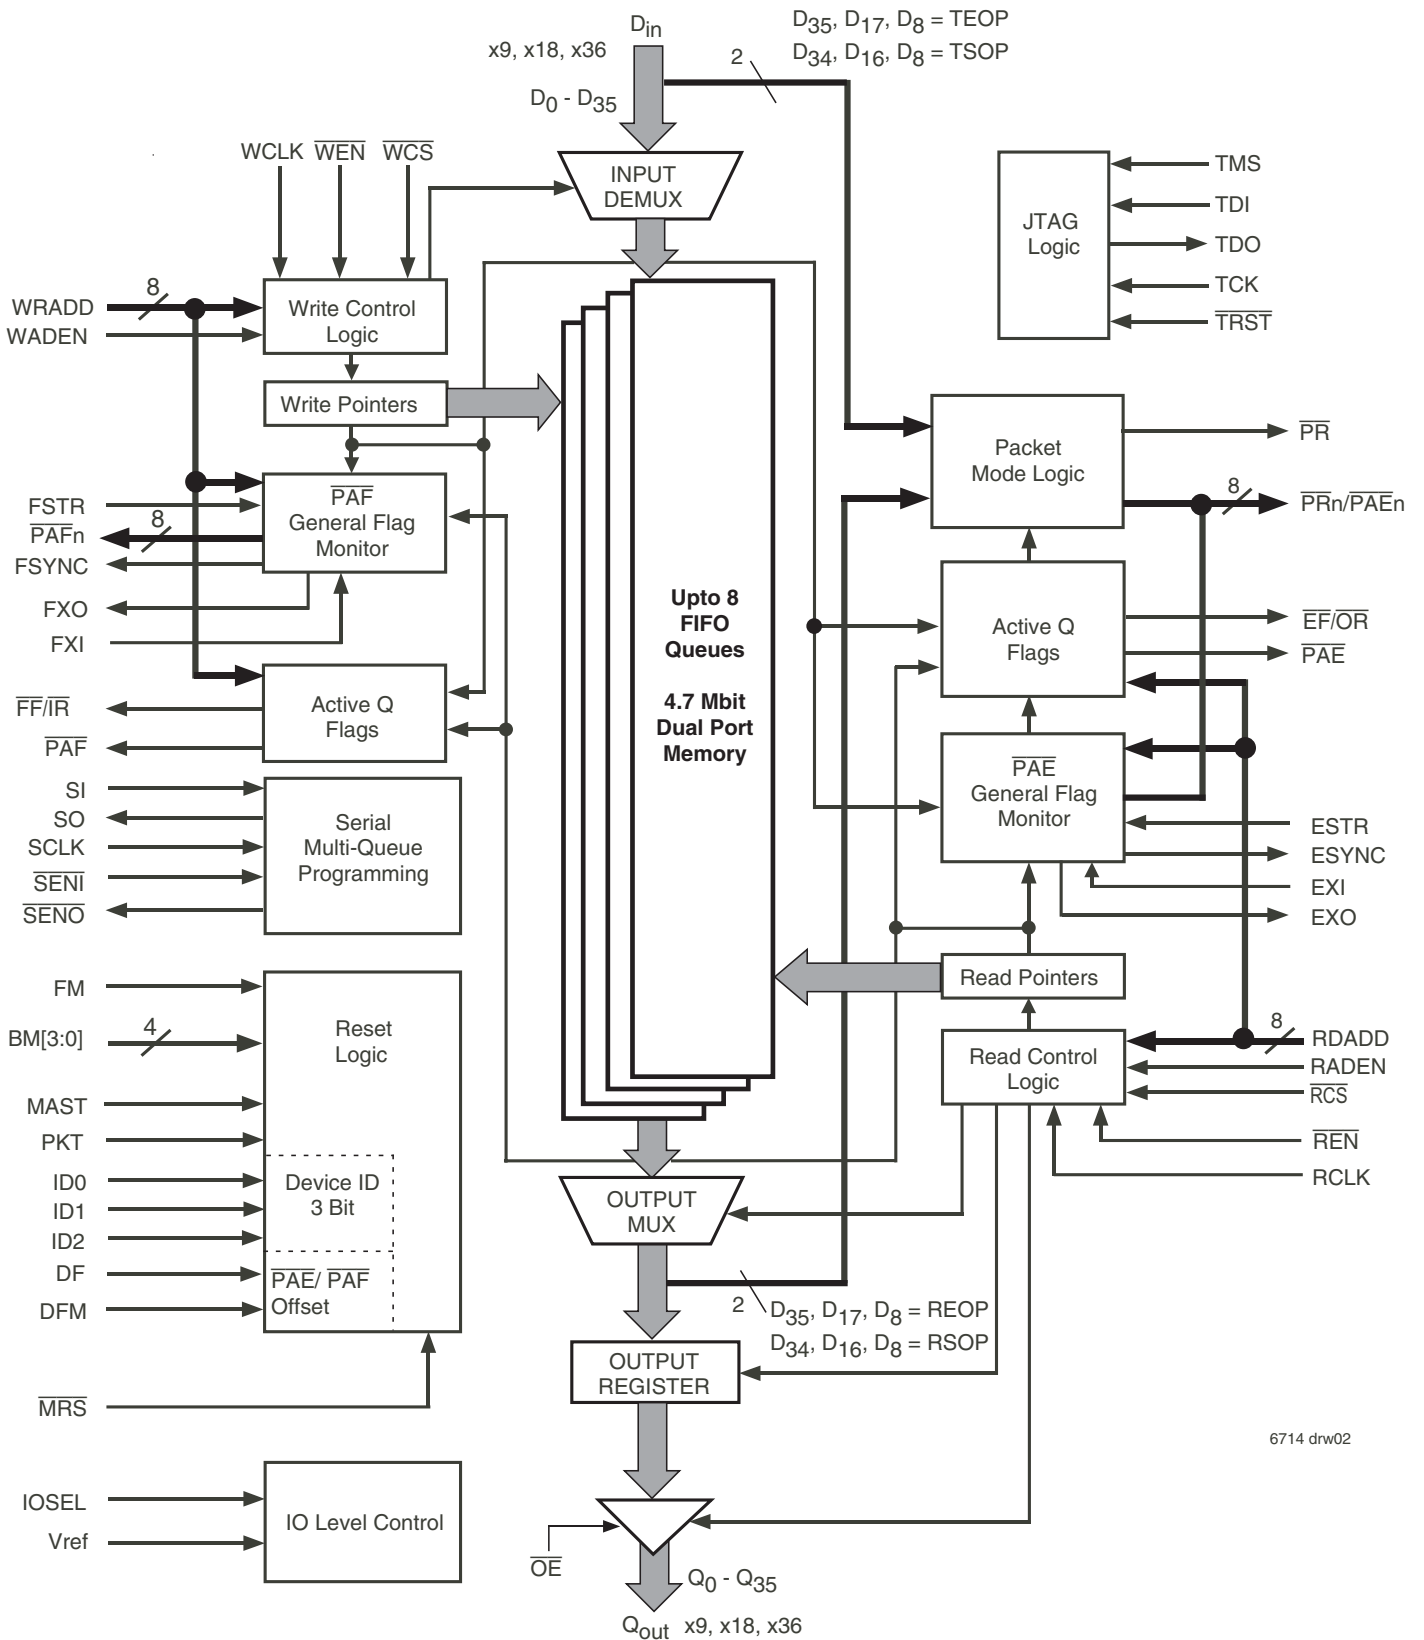 Din
x9, x18, x36
D0 - D35
2
D35, D17, D8 = TEOP
D34, D16, D8 = TSOP
WCLK WEN WCS
INPUT
DEMUX
JTAG
Logic
TMS
TDI
TDO
TCK
TRST
WRADD
8
WADEN
Write Control
Logic
Write Pointers
FSTR
PAFn
8
FSYNC
FXO
FXI
PAF
General Flag
Monitor
FF/IR
PAF
Active Q
Flags
SI
SO
SCLK
SENI
SENO
Serial
Multi-Queue
Programming
Upto 8
FIFO
Queues
4.7 Mbit
Dual Port
Memory
Packet
Mode Logic
PR
8
PRn/PAEn
Active Q
Flags
EF/OR
PAE
PAE
General Flag
Monitor
ESTR
ESYNC
EXI
EXO
Read Pointers
Read Control
Logic
8
RDADD
RADEN
RCS
REN
RCLK
FM
BM[3:0]
4
MAST
PKT
ID0
ID1
ID2
DF
DFM
MRS
Reset
Logic
Device ID
3 Bit
PAE/ PAF
Offset
OUTPUT
MUX
2
D35, D17, D8 = REOP
D34, D16, D8 = RSOP
OUTPUT
REGISTER
6714 drw02
IOSEL
Vref
IO Level Control
OE
Q0 - Q35
Qout x9, x18, x36